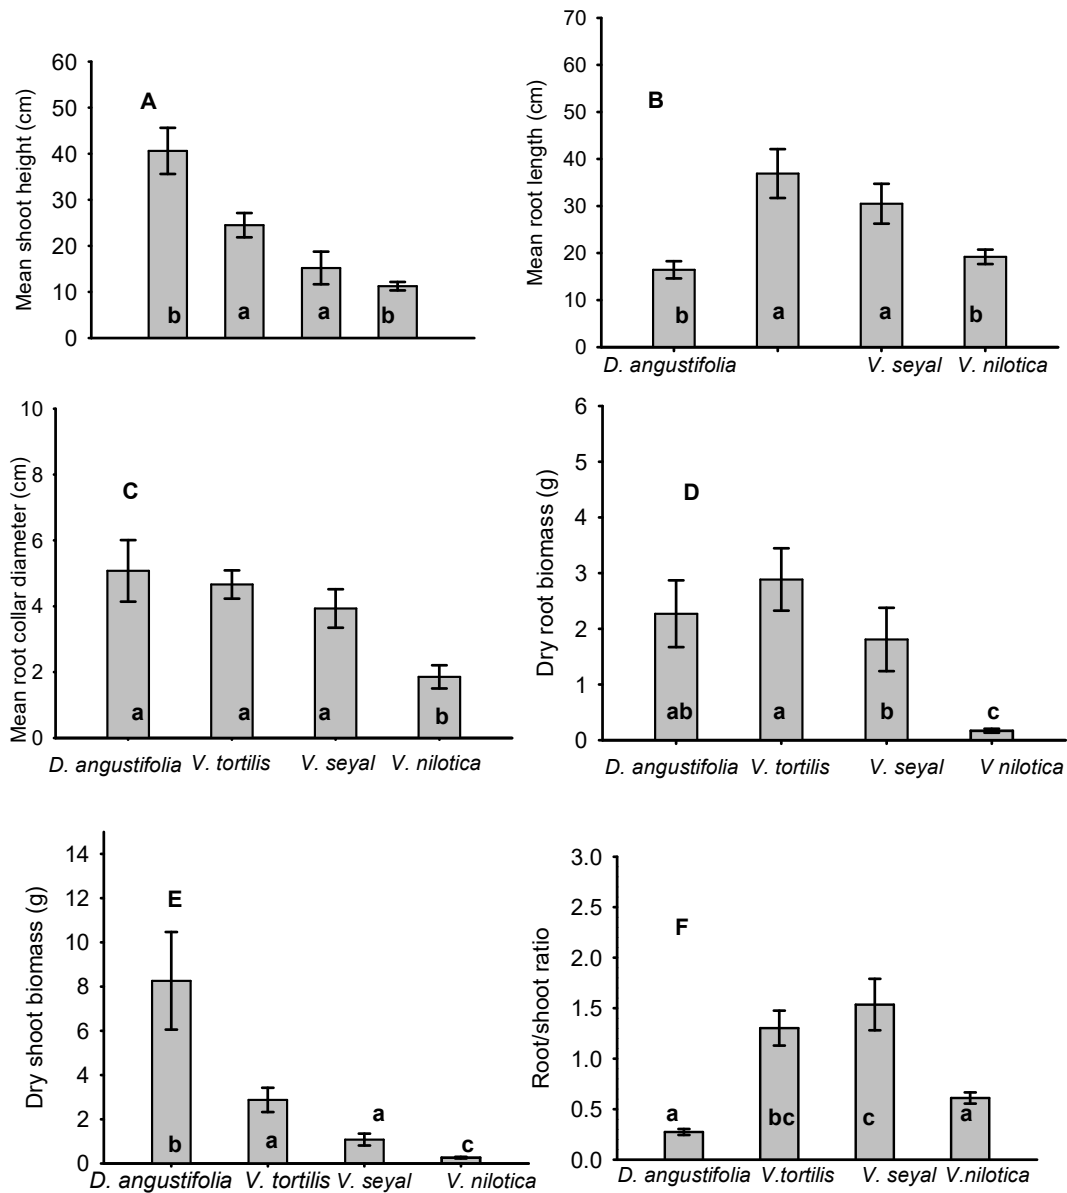 Mean shoot height (cm)
60
50
40
30
20
10
0
A
b
a
a
b
Mean root length (cm)
70
60
50
40
30
20
10
0
B
b
a
a
b
D. angustifolia
V. seyal
V. nilotica
Mean root collar diameter (cm)
10
8
6
4
2
0
C
a
a
a
b
D. angustifolia
V. tortilis
V. seyal
V. nilotica
Dry root biomass (g)
6
5
4
3
2
1
0
D
ab
a
b
c
D. angustifolia
V. tortilis
V. seyal
V nilotica
Dry shoot biomass (g)
14
12
10
8
6
4
2
0
E
b
a
a
c
D. angustifolia
V. tortilis
V. seyal
V. nilotica
Root/shoot ratio
3.0
2.5
2.0
1.5
1.0
0.5
0.0
F
a
bc
c
a
D. angustifolia
V.tortilis
V. seyal
V.nilotica